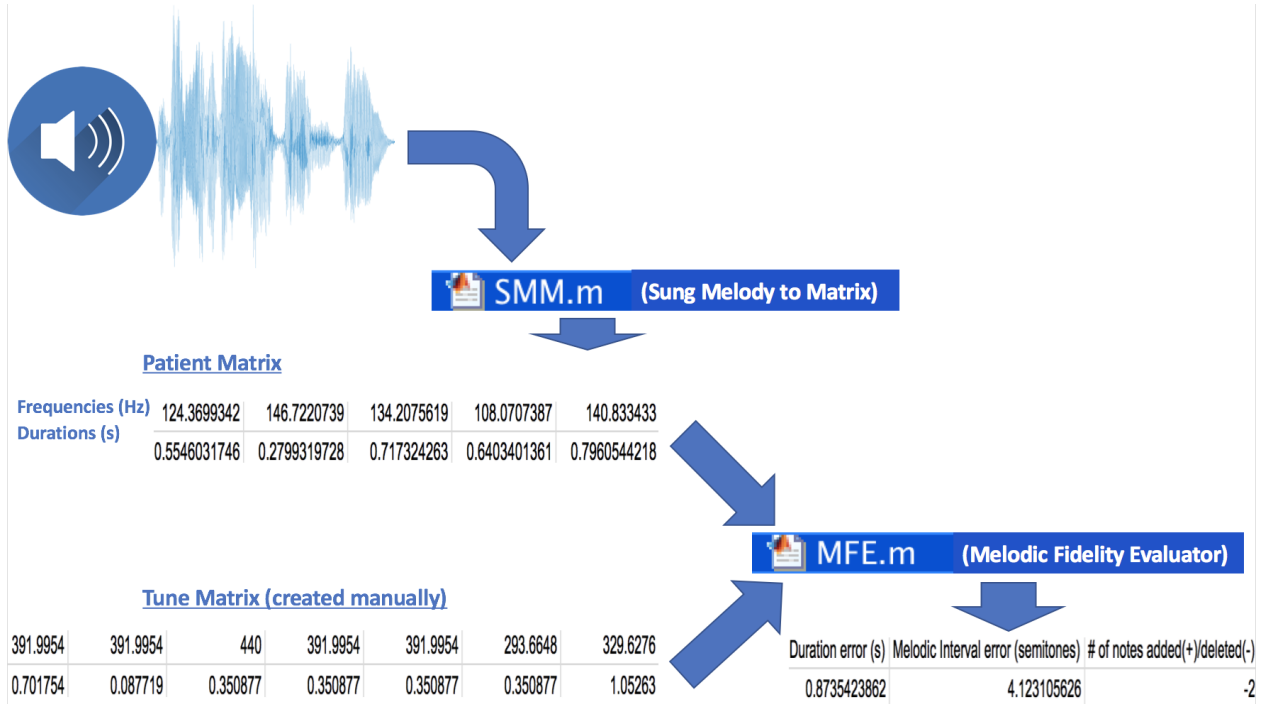 SMM.m (Sung Melody to Matrix)
Patient Matrix
Frequencies (Hz) 124.3699342 146.7220739 134.2075619 108.0707387 140.833433
Durations (s) 0.5546031746 0.2799319728 0.717324263 0.6403401361 0.7960544218
MFE.m (Melodic Fidelity Evaluator)
Tune Matrix (created manually)
391.9954 391.9954 440 391.9954 391.9954 293.6648 329.6276
0.701754 0.087719 0.350877 0.350877 0.350877 0.350877 1.05263
Duration error (s) Melodic Interval error (semitones) # of notes added(+)/deleted(-)
0.8735423862 4.123105626 -2